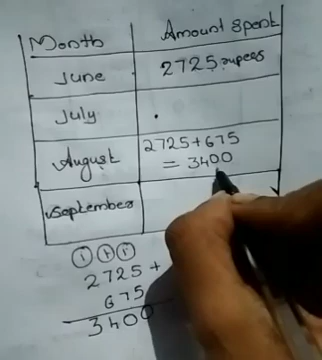 Month Amount Spent
June 2725 rupees
July .
August 2725+675
= 3400
September
1 1 1
2725 +
675
3400